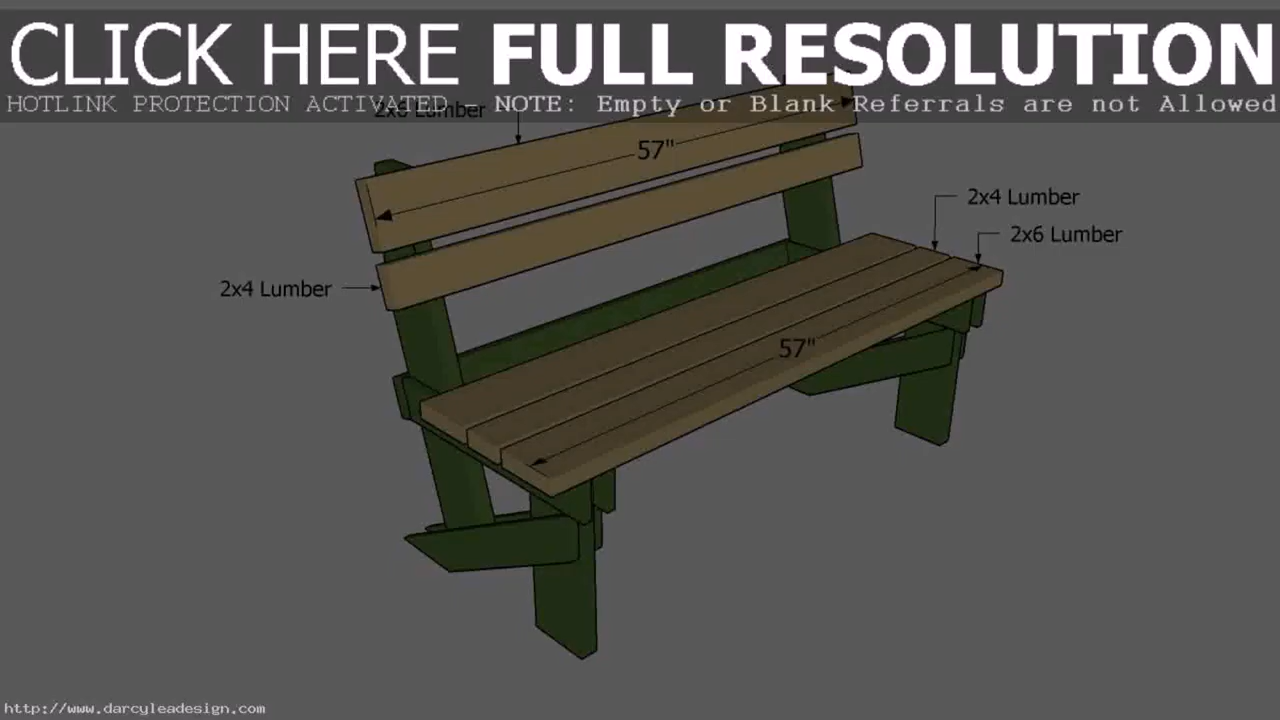 CLICK HERE FULL RESOLUTION
HOTLINK PROTECTION ACTIVATED – NOTE: Empty or Blank Referrals are not Allowed
2x6 Lumber
57"
2x4 Lumber
2x6 Lumber
2x4 Lumber
57"
http://www.darcyleadesign.com